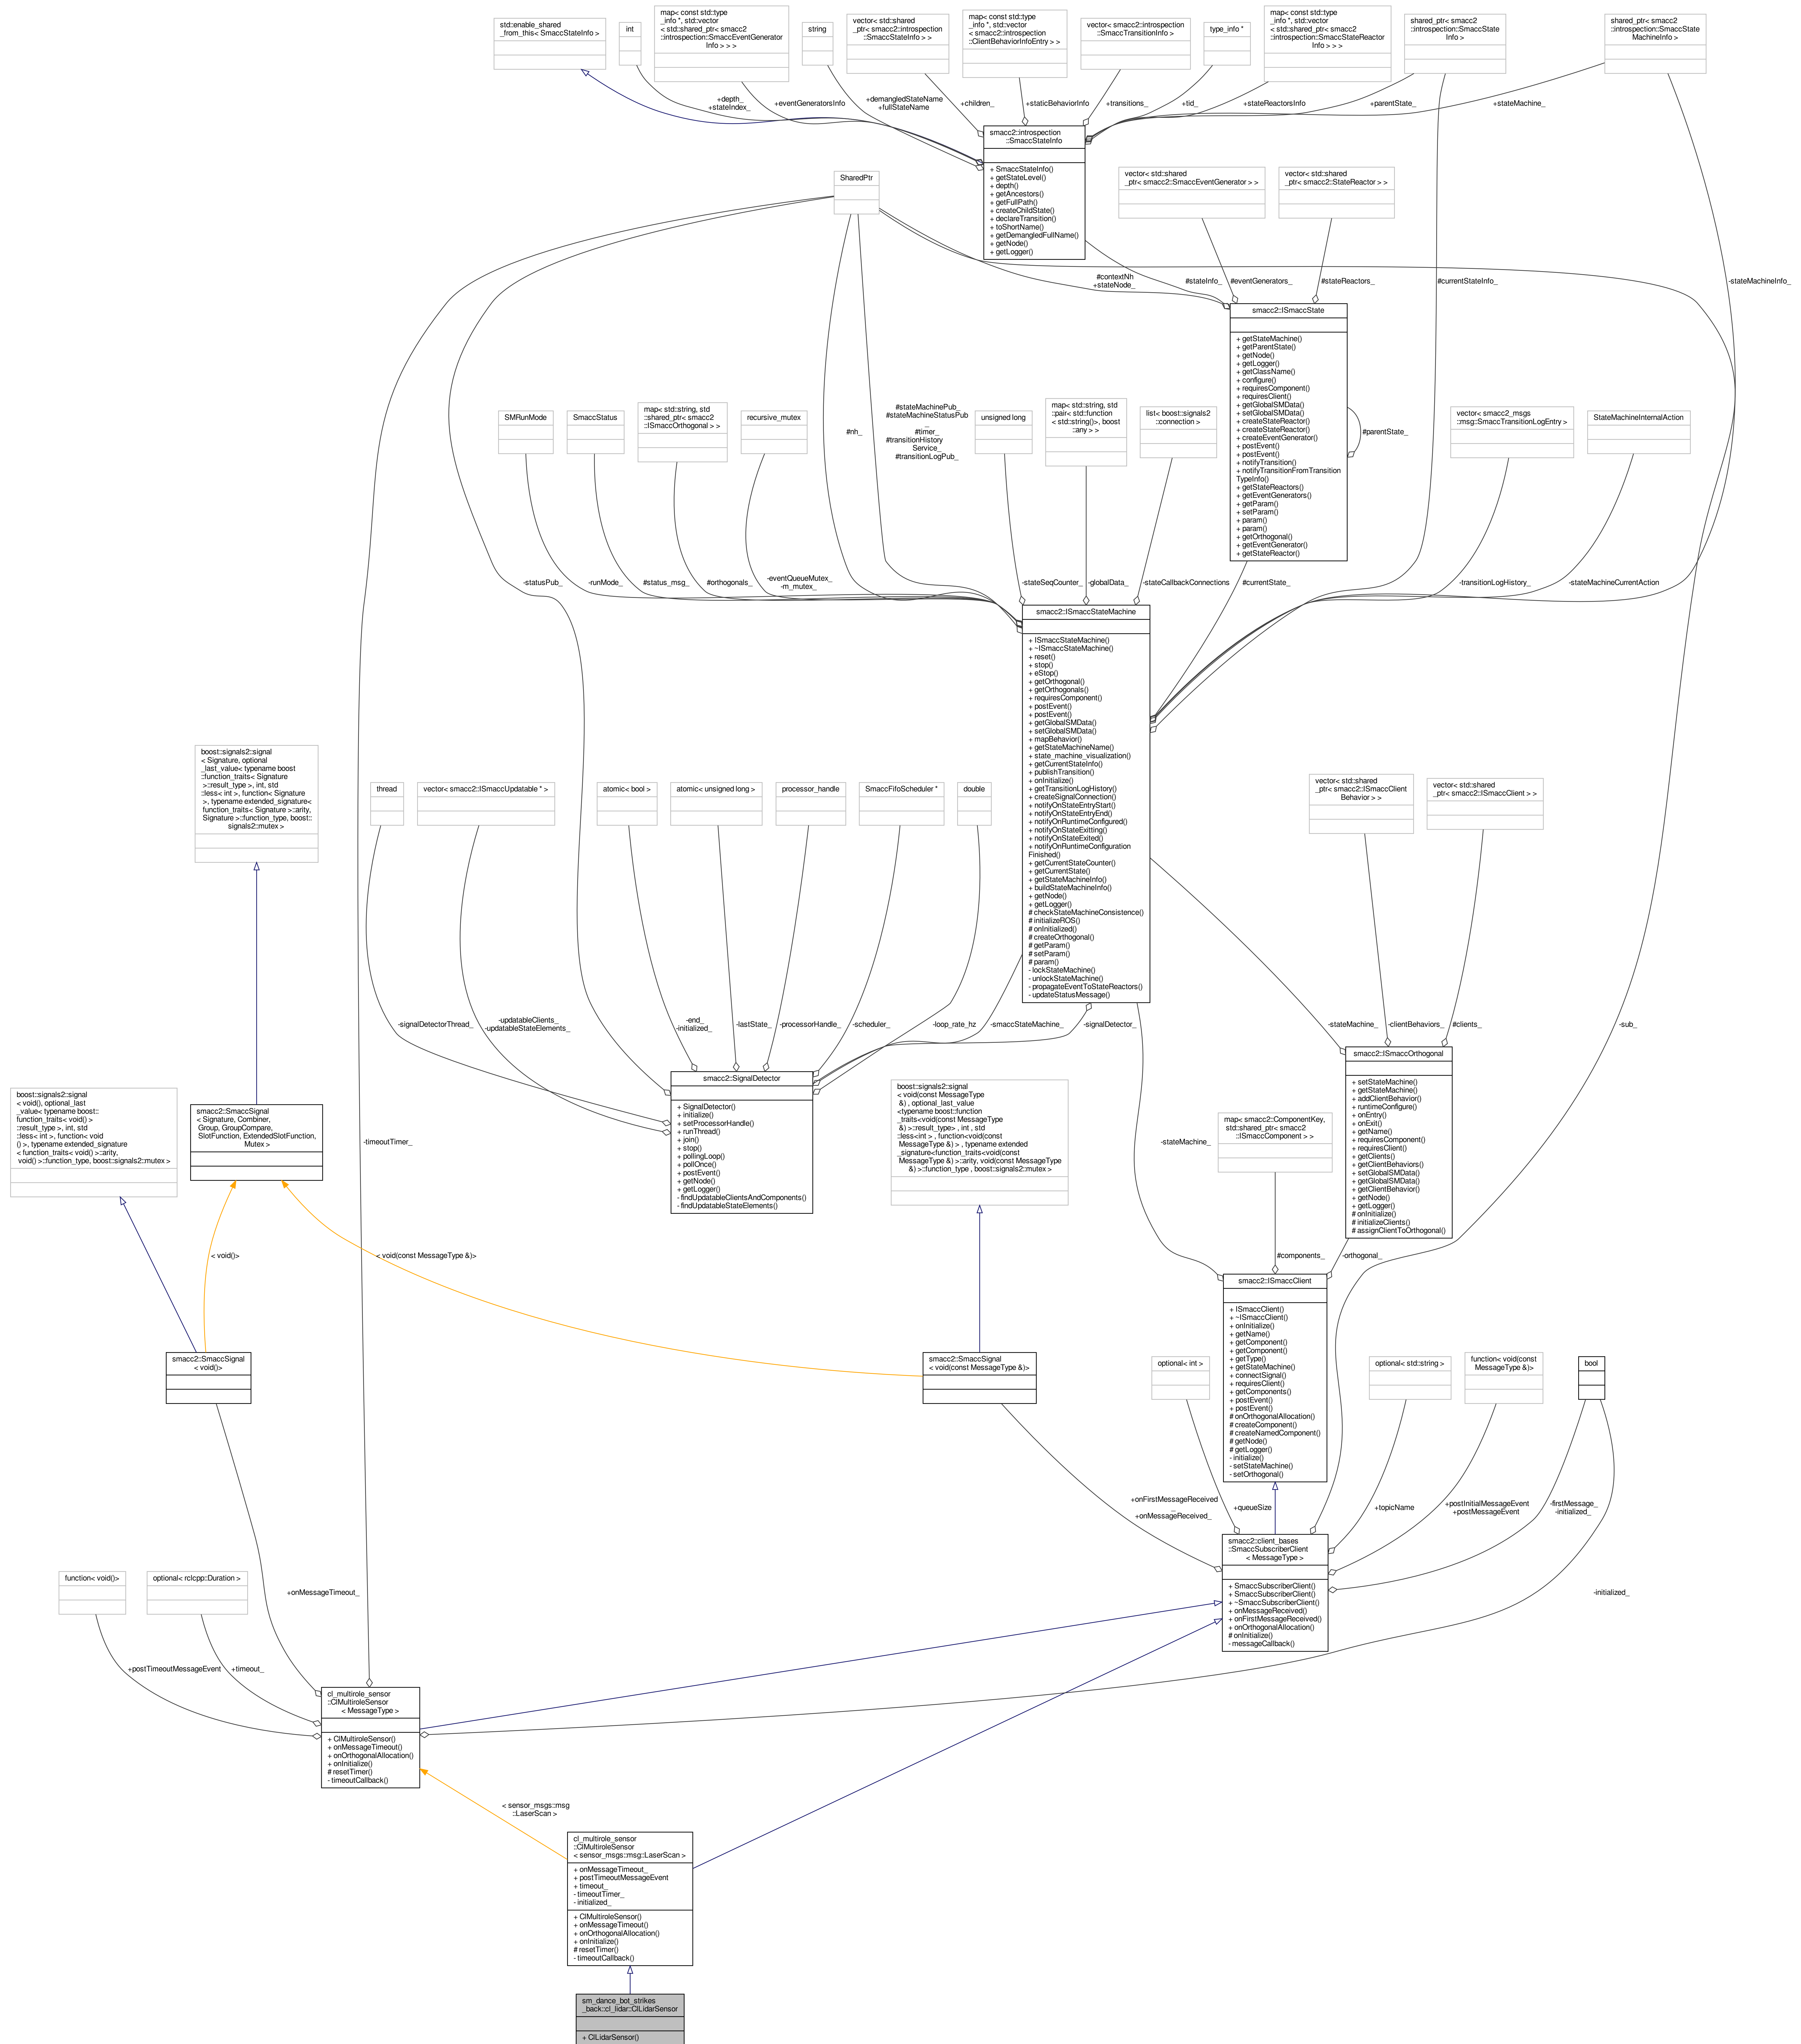 std::enable_shared
_from_this< SmaccStateInfo >
int
map< const std::type
_info *, std::vector
< std::shared_ptr< smacc2
::introspection::SmaccEventGenerator
Info > > >
string
vector< std::shared
_ptr< smacc2::introspection
::SmaccStateInfo > >
map< const std::type
_info *, std::vector
< smacc2::introspection
::ClientBehaviorInfoEntry > >
vector< smacc2::introspection
::SmaccTransitionInfo >
type_info *
map< const std::type
_info *, std::vector
< std::shared_ptr< smacc2
::introspection::SmaccStateReactor
Info > > >
shared_ptr< smacc2
::introspection::SmaccState
Info >
shared_ptr< smacc2
::introspection::SmaccState
MachineInfo >
+depth_
+stateIndex_
+eventGeneratorsInfo
+demangledStateName
+fullStateName
+children_
+staticBehaviorInfo
+transitions_
+tid_
+stateReactorsInfo
+parentState_
+stateMachine_
smacc2::introspection
::SmaccStateInfo
+ SmaccStateInfo()
+ getStateLevel()
+ depth()
+ getAncestors()
+ getFullPath()
+ createChildState()
+ declareTransition()
+ toShortName()
+ getDemangledFullName()
+ getNode()
+ getLogger()
SharedPtr
vector< std::shared
_ptr< smacc2::SmaccEventGenerator > >
vector< std::shared
_ptr< smacc2::StateReactor > >
#contextNh
+stateNode_
#stateInfo_
#eventGenerators_
#stateReactors_
#currentStateInfo_
-stateMachineInfo_
smacc2::ISmaccState
+ getStateMachine()
+ getParentState()
+ getNode()
+ getLogger()
+ getClassName()
+ configure()
+ requiresComponent()
+ requiresClient()
+ getGlobalSMData()
+ setGlobalSMData()
+ createStateReactor()
+ createStateReactor()
+ createEventGenerator()
+ postEvent()
+ postEvent()
+ notifyTransition()
+ notifyTransitionFromTransition
TypeInfo()
+ getStateReactors()
+ getEventGenerators()
+ getParam()
+ setParam()
+ param()
+ param()
+ getOrthogonal()
+ getEventGenerator()
+ getStateReactor()
#parentState_
SMRunMode
SmaccStatus
map< std::string, std
::shared_ptr< smacc2
::ISmaccOrthogonal > >
recursive_mutex
#nh_
#stateMachinePub_
#stateMachineStatusPub
_
#timer_
#transitionHistory
Service_
#transitionLogPub_
unsigned long
map< std::string, std
::pair< std::function
< std::string()>, boost
::any > >
list< boost::signals2
::connection >
vector< smacc2_msgs
::msg::SmaccTransitionLogEntry >
StateMachineInternalAction
-statusPub_
-runMode_
#status_msg_
#orthogonals_
-eventQueueMutex_
-m_mutex_
-stateSeqCounter_
-globalData_
-stateCallbackConnections
#currentState_
-transitionLogHistory_
-stateMachineCurrentAction
smacc2::ISmaccStateMachine
+ ISmaccStateMachine()
+ ~ISmaccStateMachine()
+ reset()
+ stop()
+ eStop()
+ getOrthogonal()
+ getOrthogonals()
+ requiresComponent()
+ postEvent()
+ postEvent()
+ getGlobalSMData()
+ setGlobalSMData()
+ mapBehavior()
+ getStateMachineName()
+ state_machine_visualization()
+ getCurrentStateInfo()
+ publishTransition()
+ onInitialize()
+ getTransitionLogHistory()
+ createSignalConnection()
+ notifyOnStateEntryStart()
+ notifyOnStateEntryEnd()
+ notifyOnRuntimeConfigured()
+ notifyOnStateExitting()
+ notifyOnStateExited()
+ notifyOnRuntimeConfiguration
Finished()
+ getCurrentStateCounter()
+ getCurrentState()
+ getStateMachineInfo()
+ buildStateMachineInfo()
+ getNode()
+ getLogger()
# checkStateMachineConsistence()
# initializeROS()
# onInitialized()
# createOrthogonal()
# getParam()
# setParam()
# param()
- lockStateMachine()
- unlockStateMachine()
- propagateEventToStateReactors()
- updateStatusMessage()
boost::signals2::signal
< Signature, optional
_last_value< typename boost
::function_traits< Signature
>::result_type >, int, std
::less< int >, function< Signature
>, typename extended_signature<
function_traits< Signature >::arity,
Signature >::function_type, boost::
signals2::mutex >
thread
vector< smacc2::ISmaccUpdatable * >
atomic< bool >
atomic< unsigned long >
processor_handle
SmaccFifoScheduler *
double
vector< std::shared
_ptr< smacc2::ISmaccClient
Behavior > >
vector< std::shared
_ptr< smacc2::ISmaccClient > >
-signalDetectorThread_
-updatableClients_
-updatableStateElements_
-end_
-initialized_
-lastState_
-processorHandle_
-scheduler_
-loop_rate_hz
-smaccStateMachine_
-signalDetector_
-stateMachine_
-clientBehaviors_
#clients_
-sub_
smacc2::SignalDetector
+ SignalDetector()
+ initialize()
+ setProcessorHandle()
+ runThread()
+ join()
+ stop()
+ pollingLoop()
+ pollOnce()
+ postEvent()
+ getNode()
+ getLogger()
- findUpdatableClientsAndComponents()
- findUpdatableStateElements()
smacc2::ISmaccOrthogonal
+ setStateMachine()
+ getStateMachine()
+ addClientBehavior()
+ runtimeConfigure()
+ onEntry()
+ onExit()
+ getName()
+ requiresComponent()
+ requiresClient()
+ getClients()
+ getClientBehaviors()
+ setGlobalSMData()
+ getGlobalSMData()
+ getClientBehavior()
+ getNode()
+ getLogger()
# onInitialize()
# initializeClients()
# assignClientToOrthogonal()
boost::signals2::signal
< void(), optional_last
_value< typename boost::
function_traits< void() >
::result_type >, int, std
::less< int >, function< void
() >, typename extended_signature
< function_traits< void() >::arity,
void() >::function_type, boost::signals2::mutex >
smacc2::SmaccSignal
< Signature, Combiner,
Group, GroupCompare,
SlotFunction, ExtendedSlotFunction,
Mutex >
boost::signals2::signal
< void(const MessageType
&) , optional_last_value
<typename boost::function
_traits<void(const MessageType
&) >::result_type> , int , std
::less<int > , function<void(const
MessageType &) > , typename extended
_signature<function_traits<void(const
MessageType &) >::arity, void(const MessageType
&) >::function_type , boost::signals2::mutex >
-timeoutTimer_
-stateMachine_
map< smacc2::ComponentKey,
std::shared_ptr< smacc2
::ISmaccComponent > >
< void()>
< void(const MessageType &)>
#components_
-orthogonal_
smacc2::ISmaccClient
+ ISmaccClient()
+ ~ISmaccClient()
+ onInitialize()
+ getName()
+ getComponent()
+ getComponent()
+ getType()
+ getStateMachine()
+ connectSignal()
+ requiresClient()
+ getComponents()
+ postEvent()
+ postEvent()
# onOrthogonalAllocation()
# createComponent()
# createNamedComponent()
# getNode()
# getLogger()
- initialize()
- setStateMachine()
- setOrthogonal()
smacc2::SmaccSignal
< void()>
smacc2::SmaccSignal
< void(const MessageType &)>
optional< int >
optional< std::string >
function< void(const
MessageType &)>
bool
+onFirstMessageReceived
_
+onMessageReceived_
+queueSize
+topicName
+postInitialMessageEvent
+postMessageEvent
-firstMessage_
-initialized_
smacc2::client_bases
::SmaccSubscriberClient
< MessageType >
+ SmaccSubscriberClient()
+ SmaccSubscriberClient()
+ ~SmaccSubscriberClient()
+ onMessageReceived()
+ onFirstMessageReceived()
+ onOrthogonalAllocation()
# onInitialize()
- messageCallback()
function< void()>
optional< rclcpp::Duration >
+onMessageTimeout_
-initialized_
+postTimeoutMessageEvent
+timeout_
cl_multirole_sensor
::ClMultiroleSensor
< MessageType >
+ ClMultiroleSensor()
+ onMessageTimeout()
+ onOrthogonalAllocation()
+ onInitialize()
# resetTimer()
- timeoutCallback()
< sensor_msgs::msg
::LaserScan >
cl_multirole_sensor
::ClMultiroleSensor
< sensor_msgs::msg::LaserScan >
+ onMessageTimeout_
+ postTimeoutMessageEvent
+ timeout_
- timeoutTimer_
- initialized_
+ ClMultiroleSensor()
+ onMessageTimeout()
+ onOrthogonalAllocation()
+ onInitialize()
# resetTimer()
- timeoutCallback()
sm_dance_bot_strikes
_back::cl_lidar::ClLidarSensor
+ ClLidarSensor()